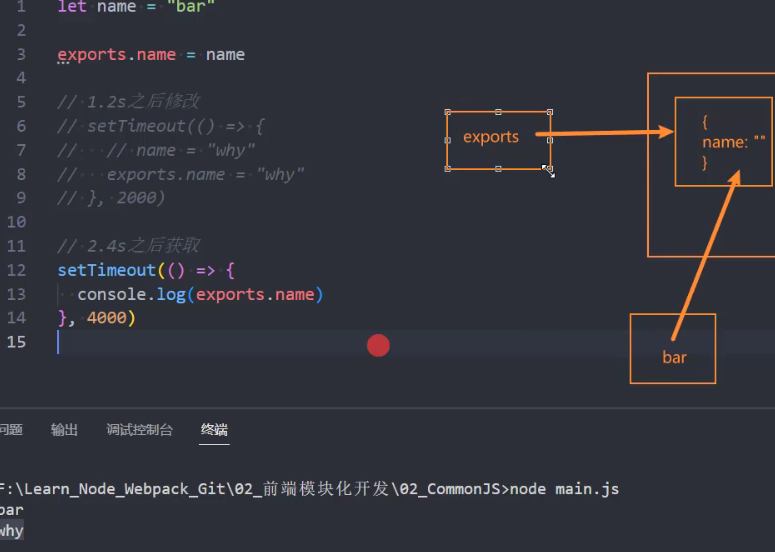 1 let name = "bar"
2
3 exports.name = name
4
5 // 1.2s之后修改
6 // setTimeout(() => {
7 //   // name = "why"
8 //   exports.name = "why"
9 // }, 2000)
10
11 // 2.4s之后获取
12 setTimeout(() => {
13   console.log(exports.name)
14 }, 4000)
15
exports
{
name: ""
}
bar
问题 输出 调试控制台 终端
F:\Learn_Node_Webpack_Git\02_前端模块化开发\02_CommonJS>node main.js
bar
why